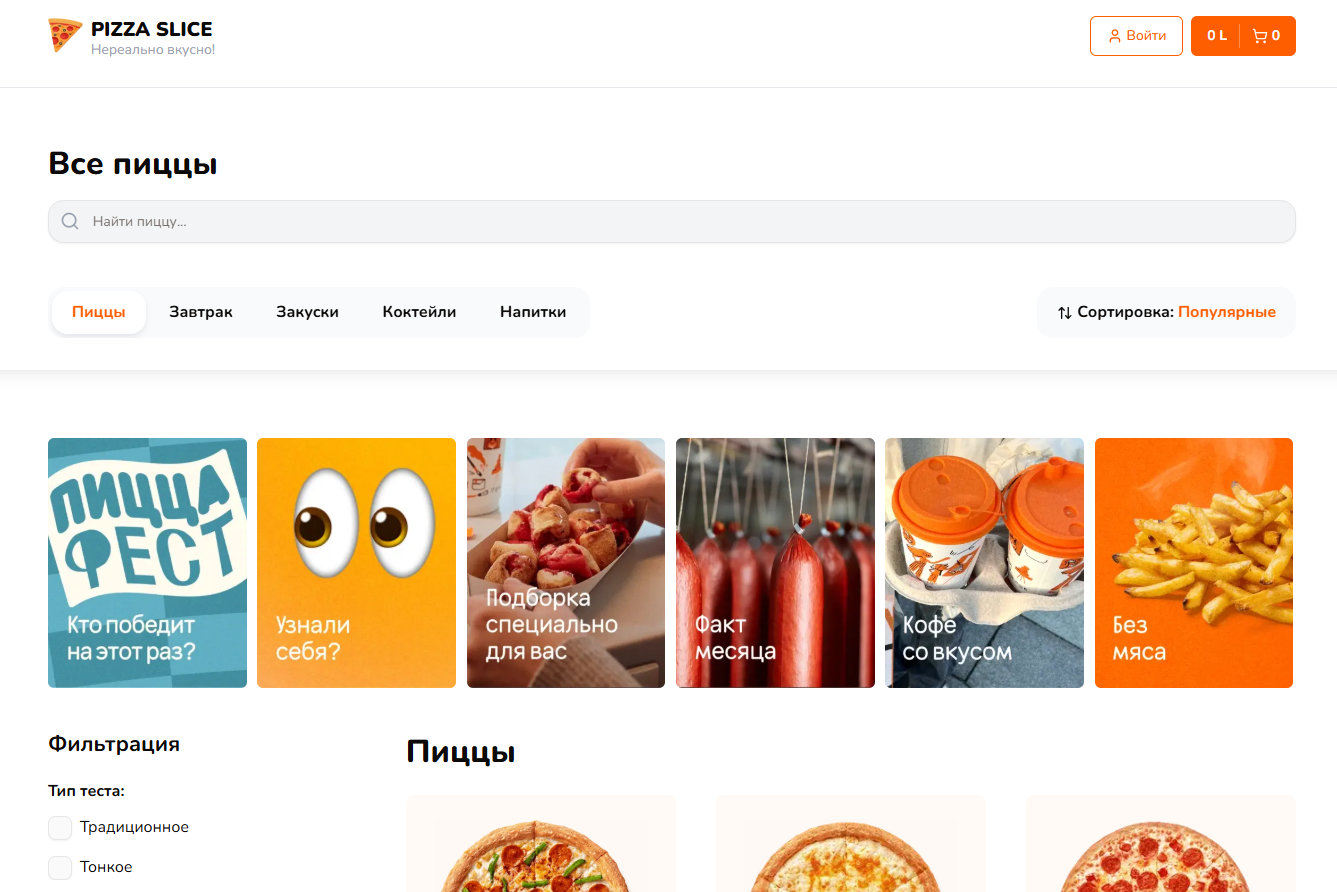 PIZZA SLICE
Нереально вкусно!
Войти
0 L
0
Все пиццы
Найти пиццу...
Пиццы
Завтрак
Закуски
Коктейли
Напитки
Сортировка: Популярные
ПИЦЦА
ФЕСТ
Кто победит
на этот раз?
Узнали
себя?
Подборка
специально
для вас
Факт
месяца
Кофе
со вкусом
Без
мяса
Фильтрация
Тип теста:
Традиционное
Тонкое
Пиццы